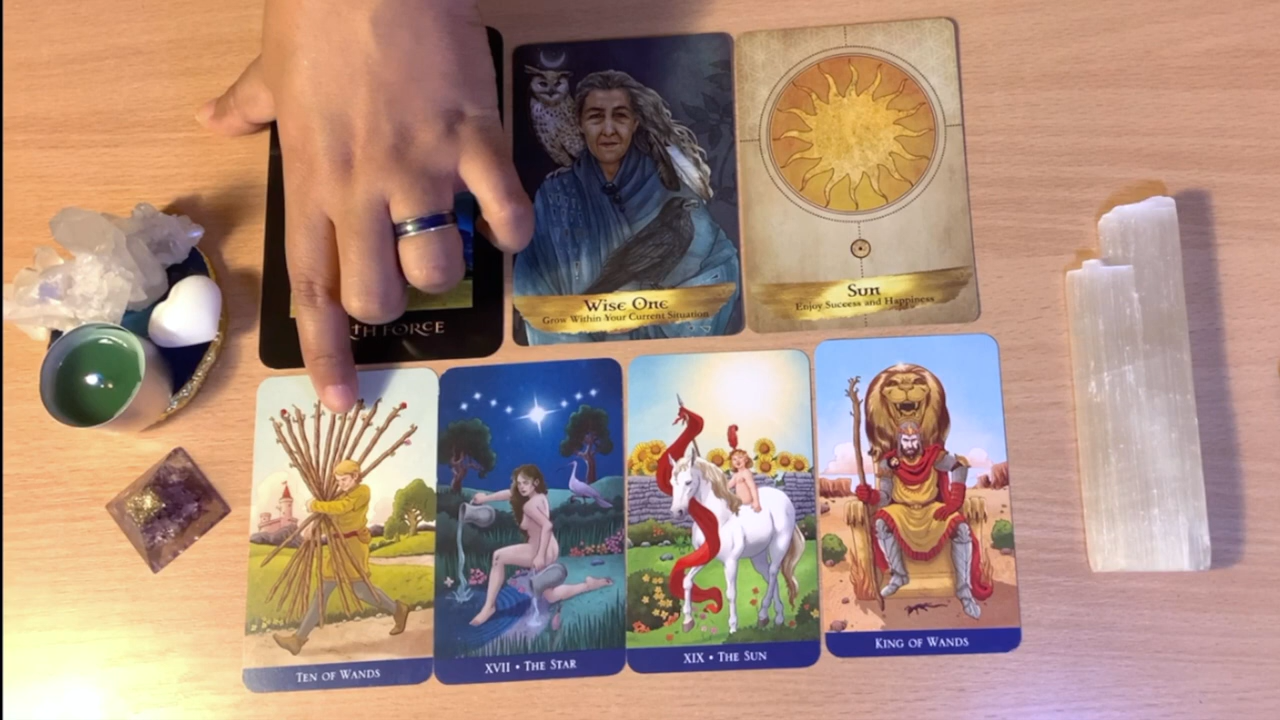 TH FORCE
Wise One
Grow Within Your Current Situation
Sun
Enjoy Success and Happiness
Ten of Wands
XVII • The Star
XIX • The Sun
King of Wands